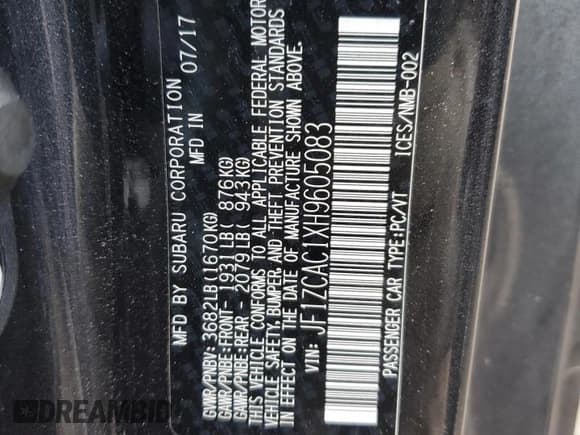 MFD BY SUBARU CORPORATION 07/17
MFD IN
GVWR/PNBV: 3682LB(1670KG)
GAWR/PNBE:FRONT- 1931LB( 876KG)
GAWR/PNBE:REAR - 2079LB( 943KG)
THIS VEHICLE CONFORMS TO ALL APPLICABLE FEDERAL MOTOR
VEHICLE SAFETY, BUMPER, AND THEFT PREVENTION STANDARDS
IN EFFECT ON THE DATE OF MANUFACTURE SHOWN ABOVE.
VIN: JF1ZCAC1XH9605083
PASSENGER CAR TYPE:PC/VT ICES/NMB-002
DREAMBID